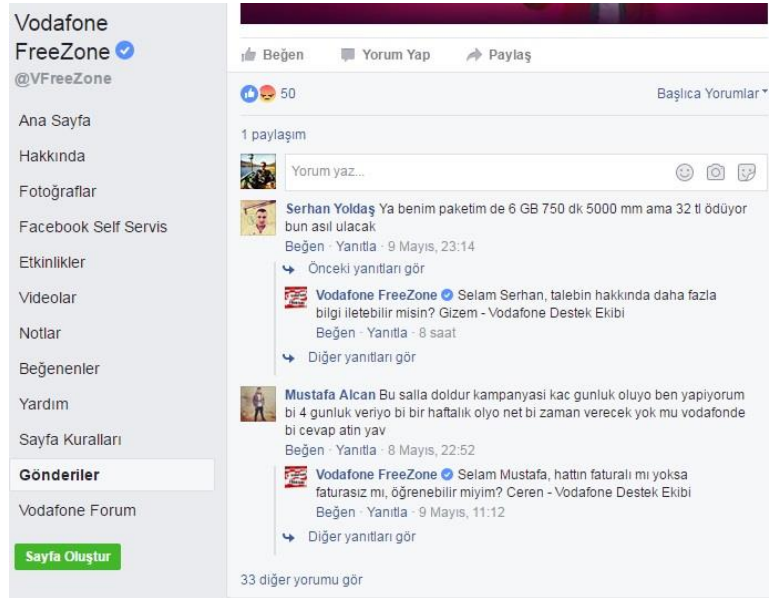 Vodafone
FreeZone
@VFreeZone
Ana Sayfa
Hakkında
Fotoğraflar
Facebook Self Servis
Etkinlikler
Videolar
Notlar
Beğenenler
Yardım
Sayfa Kuralları
Gönderiler
Vodafone Forum
Sayfa Oluştur
Beğen Yorum Yap Paylaş
50 Başlıca Yorumlar
1 paylaşım
Yorum yaz...
Serhan Yoldaş Ya benim paketim de 6 GB 750 dk 5000 mm ama 32 tl ödüyor
bun asıl ulacak
Beğen · Yanıtla · 9 Mayıs, 23:14
Önceki yanıtları gör
Vodafone FreeZone Selam Serhan, talebin hakkında daha fazla
bilgi iletebilir misin? Gizem - Vodafone Destek Ekibi
Beğen · Yanıtla · 8 saat
Diğer yanıtları gör
Mustafa Alcan Bu salla doldur kampanyasi kac gunluk oluyo ben yapiyorum
bi 4 gunluk veriyo bi bir haftalık olyo net bi zaman verecek yok mu vodafonde
bi cevap atin yav
Beğen · Yanıtla · 8 Mayıs, 22:52
Vodafone FreeZone Selam Mustafa, hattın faturalı mı yoksa
faturasız mı, öğrenebilir miyim? Ceren - Vodafone Destek Ekibi
Beğen · Yanıtla · 9 Mayıs, 11:12
Diğer yanıtları gör
33 diğer yorumu gör